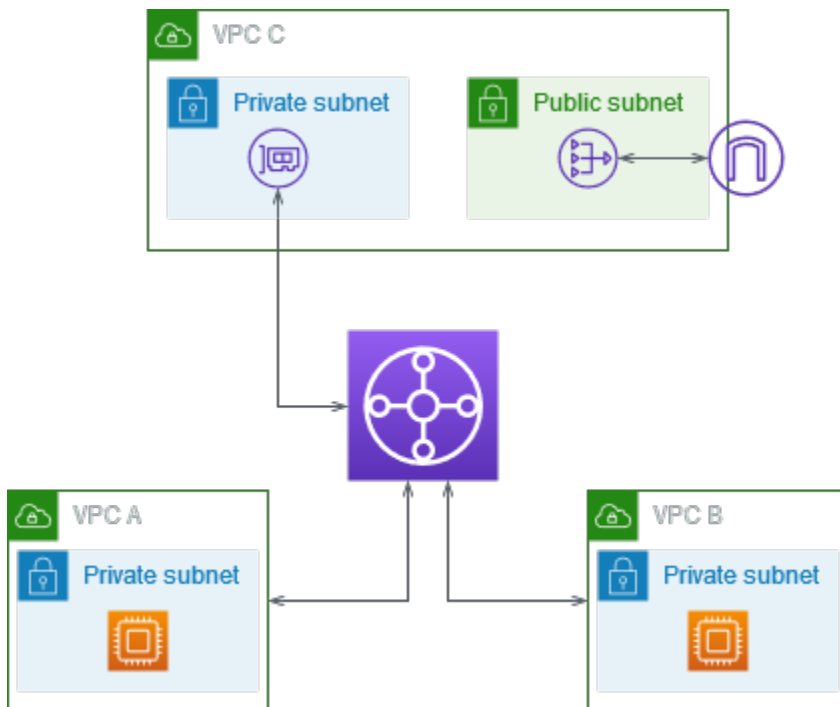 VPC C
Private subnet
Public subnet
VPC A
Private subnet
VPC B
Private subnet